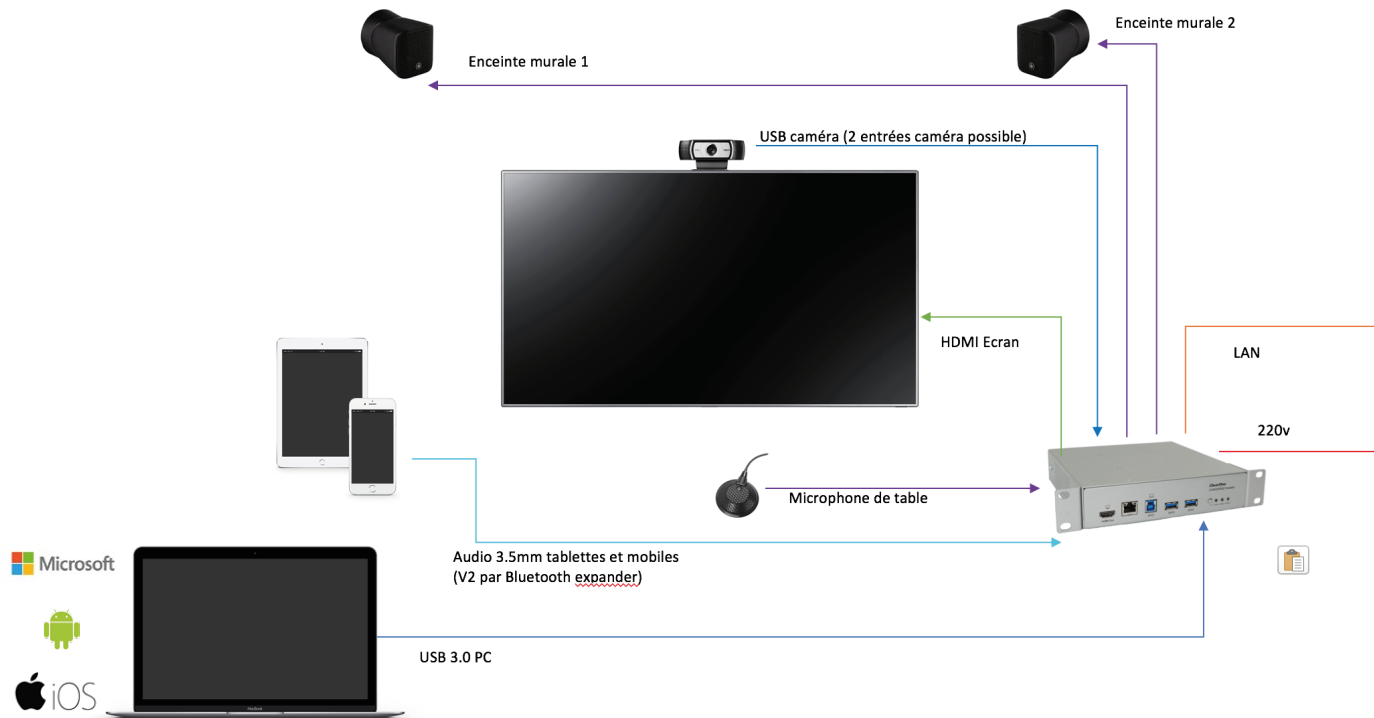 Enceinte murale 2
Enceinte murale 1
USB caméra (2 entrées caméra possible)
HDMI Ecran
LAN
220v
Microphone de table
Audio 3.5mm tablettes et mobiles
(V2 par Bluetooth expander)
Microsoft
iOS
USB 3.0 PC
MacBook